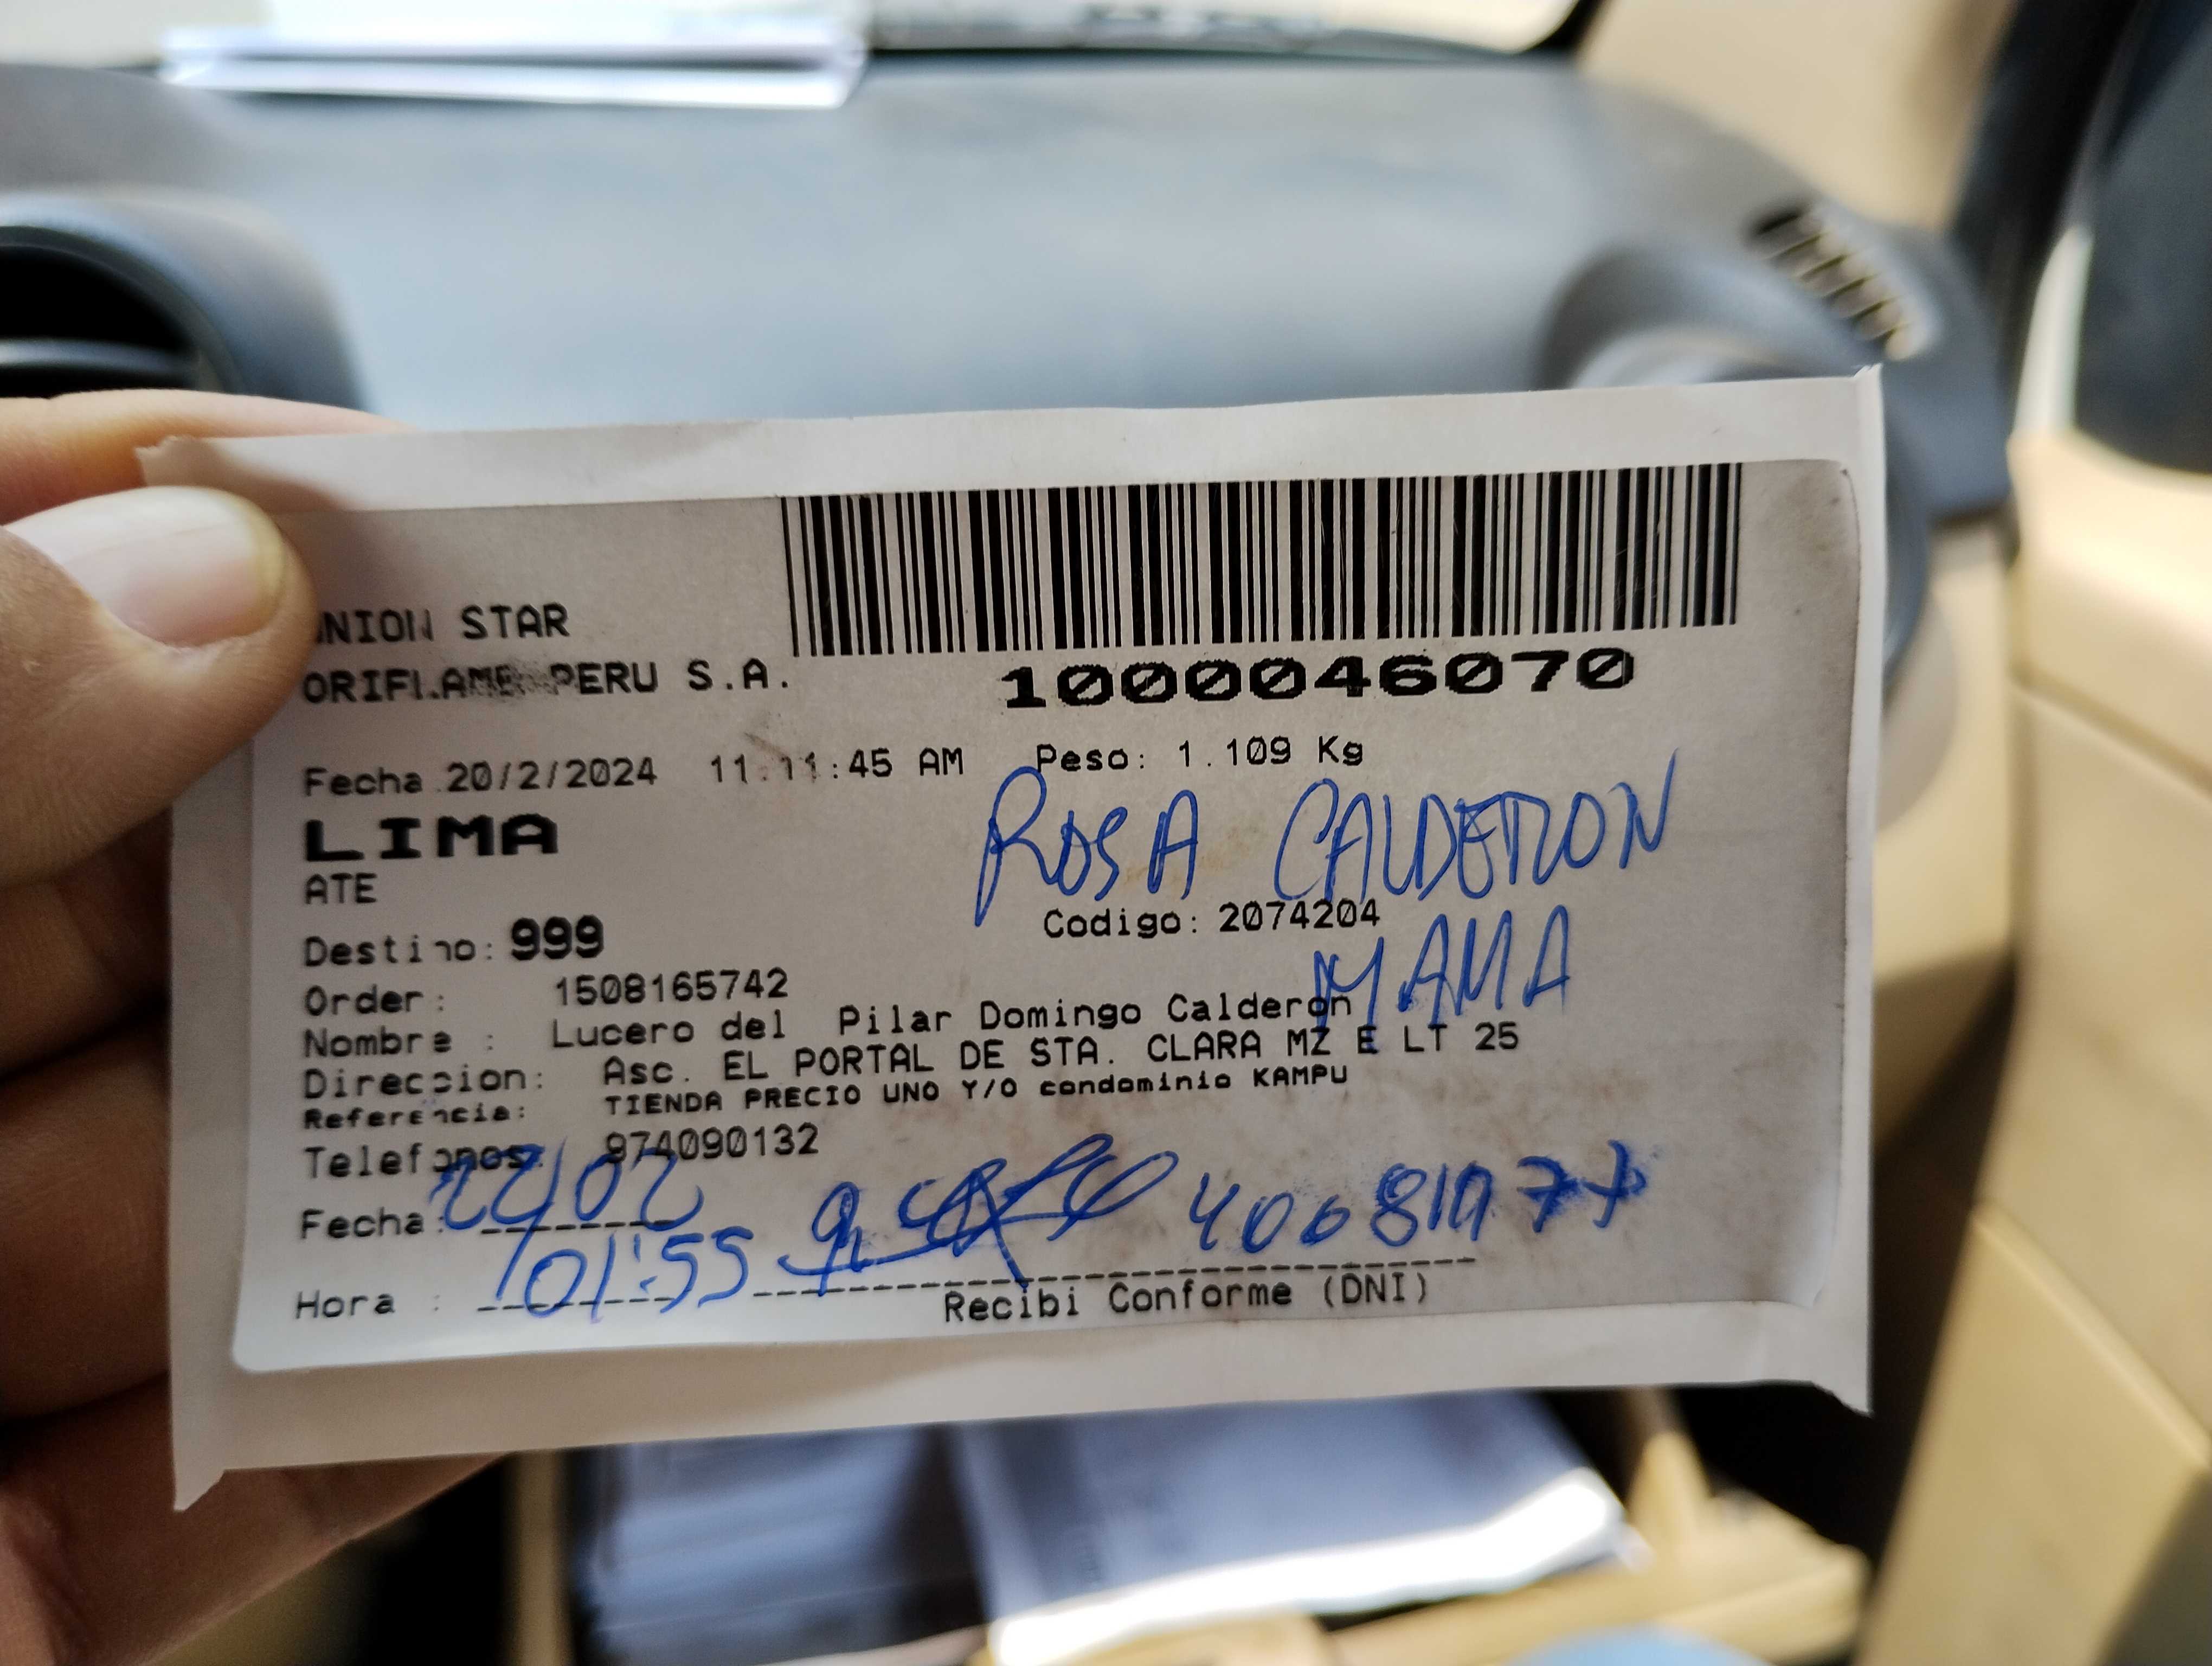 UNION STAR
ORIFLAME PERU S.A.
1000046070
Fecha 20/2/2024 11:11:45 AM Peso: 1.109 Kg
ROSA CALDERON
LIMA
ATE
Codigo: 2074204
MAMA
Destino: 999
Order: 1508165742
Nombre : Lucero del Pilar Domingo Calderon
Direccion: Asc. EL PORTAL DE STA. CLARA MZ E LT 25
Referencia: TIENDA PRECIO UNO Y/O condominio KAMPU
Telefonos: 974090132
Fecha: 22/02
Hora : 01:55
Recibi Conforme (DNI)